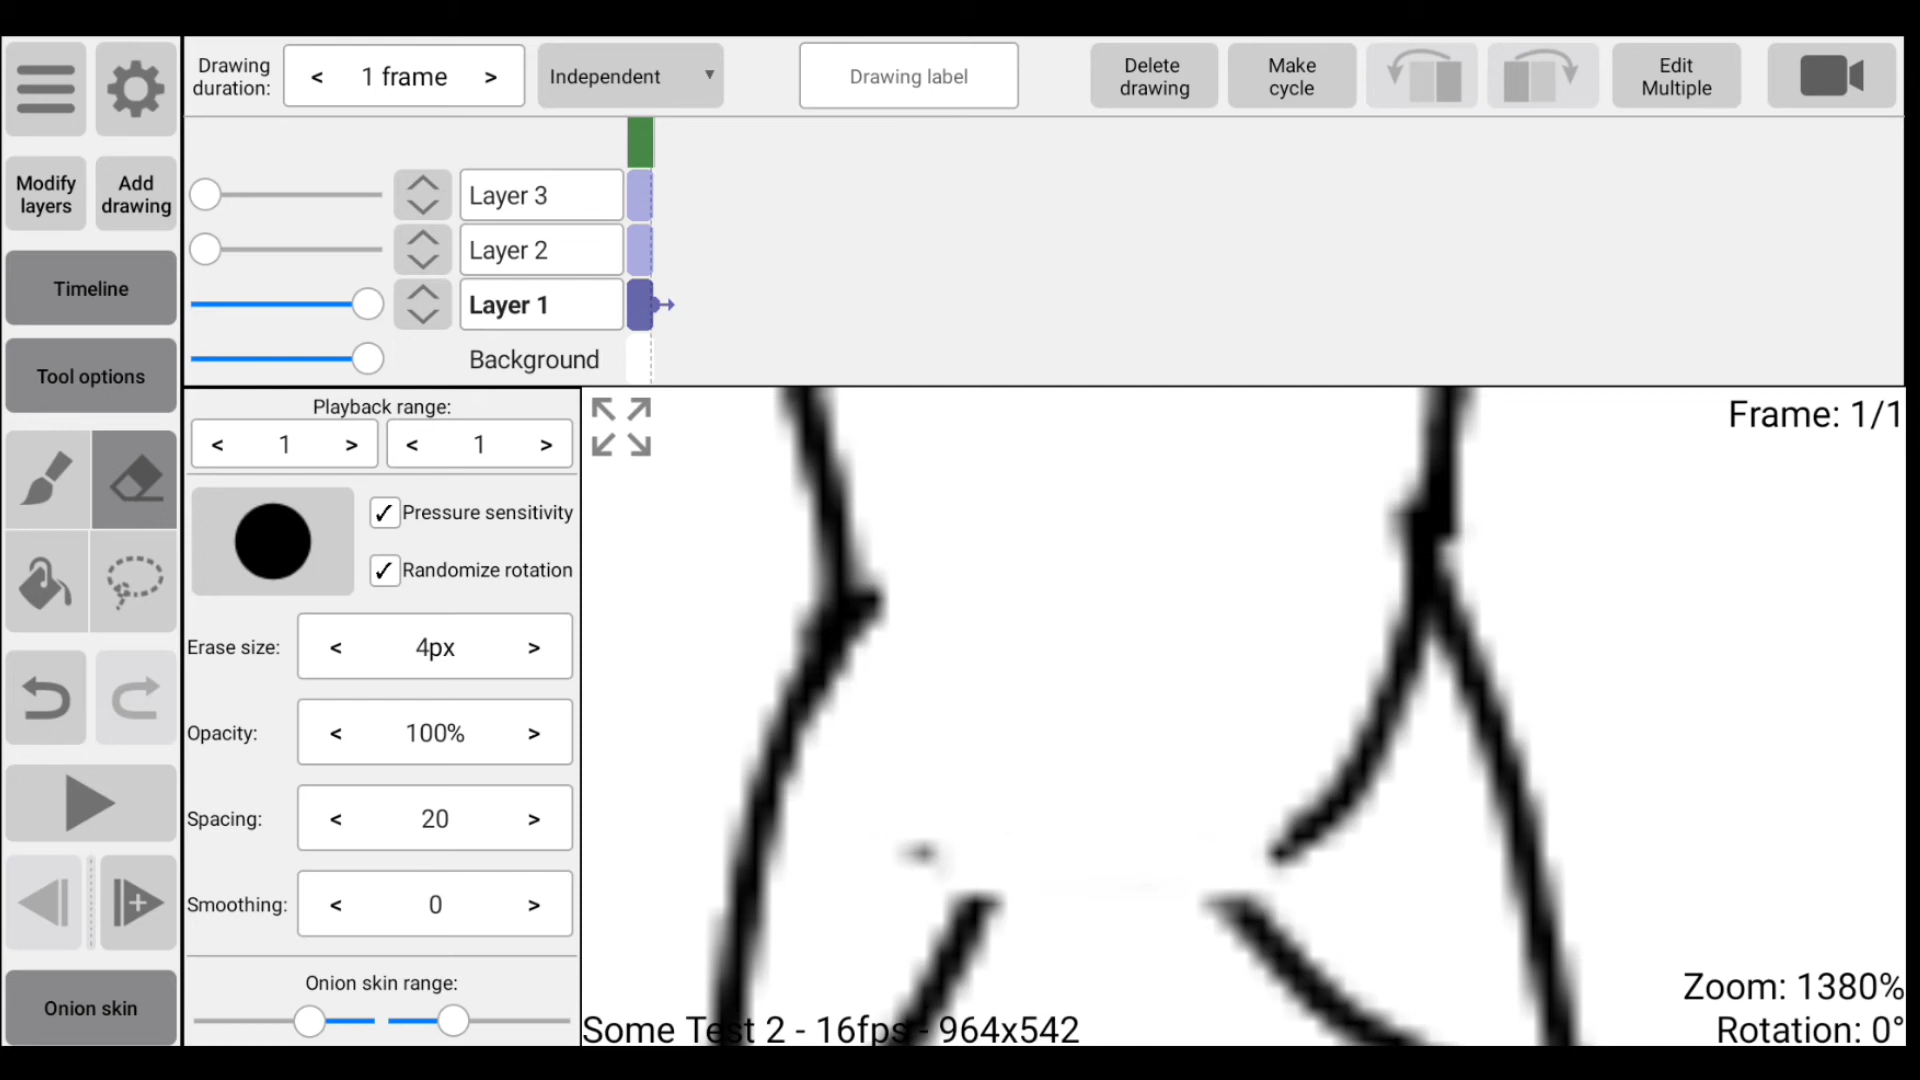 Drawing
duration:
< 1 frame >
Independent
Drawing label
Delete
drawing
Make
cycle
Edit
Multiple
Modify
layers
Add
drawing
Layer 3
Layer 2
Timeline
Layer 1
Background
Tool options
Playback range:
< 1 >
< 1 >
Frame: 1/1
Pressure sensitivity
Randomize rotation
Erase size:
< 4px >
Opacity:
< 100% >
Spacing:
< 20 >
Smoothing:
< 0 >
Onion skin range:
Onion skin
Zoom: 1380%
Some Test 2 - 16fps - 964x542
Rotation: 0°